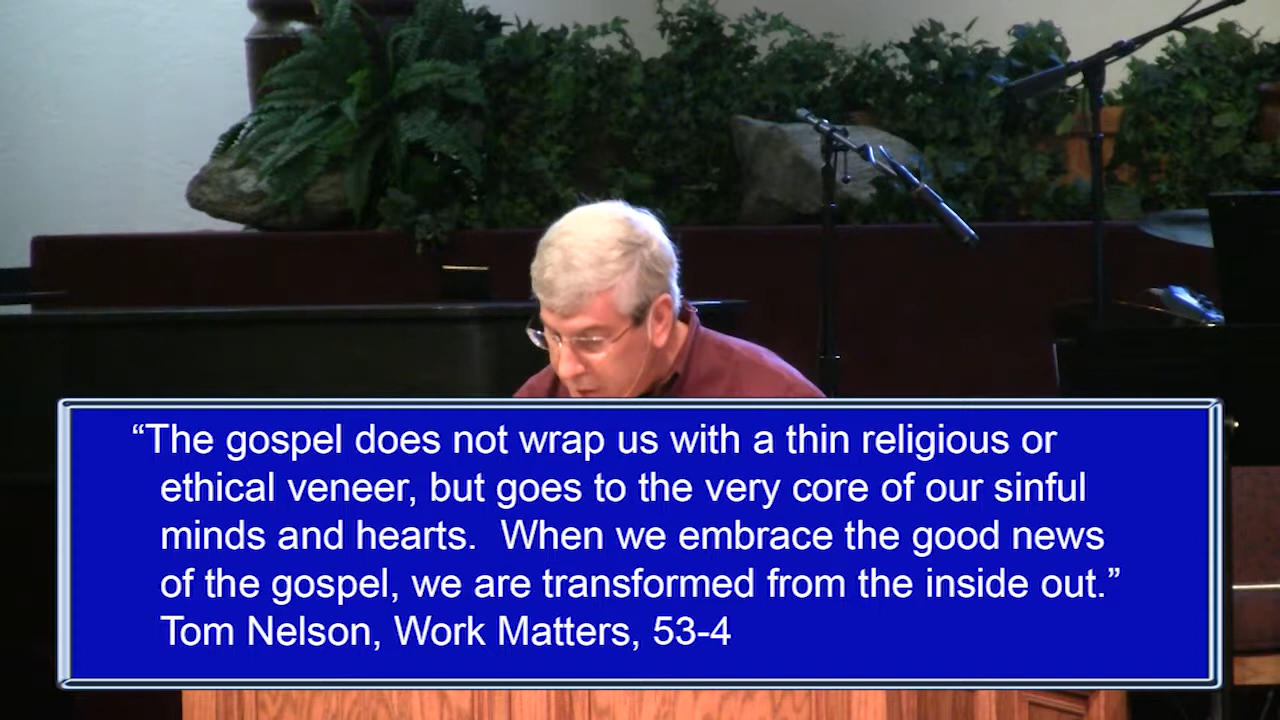 “The gospel does not wrap us with a thin religious or
ethical veneer, but goes to the very core of our sinful
minds and hearts.  When we embrace the good news
of the gospel, we are transformed from the inside out.”
Tom Nelson, Work Matters, 53-4